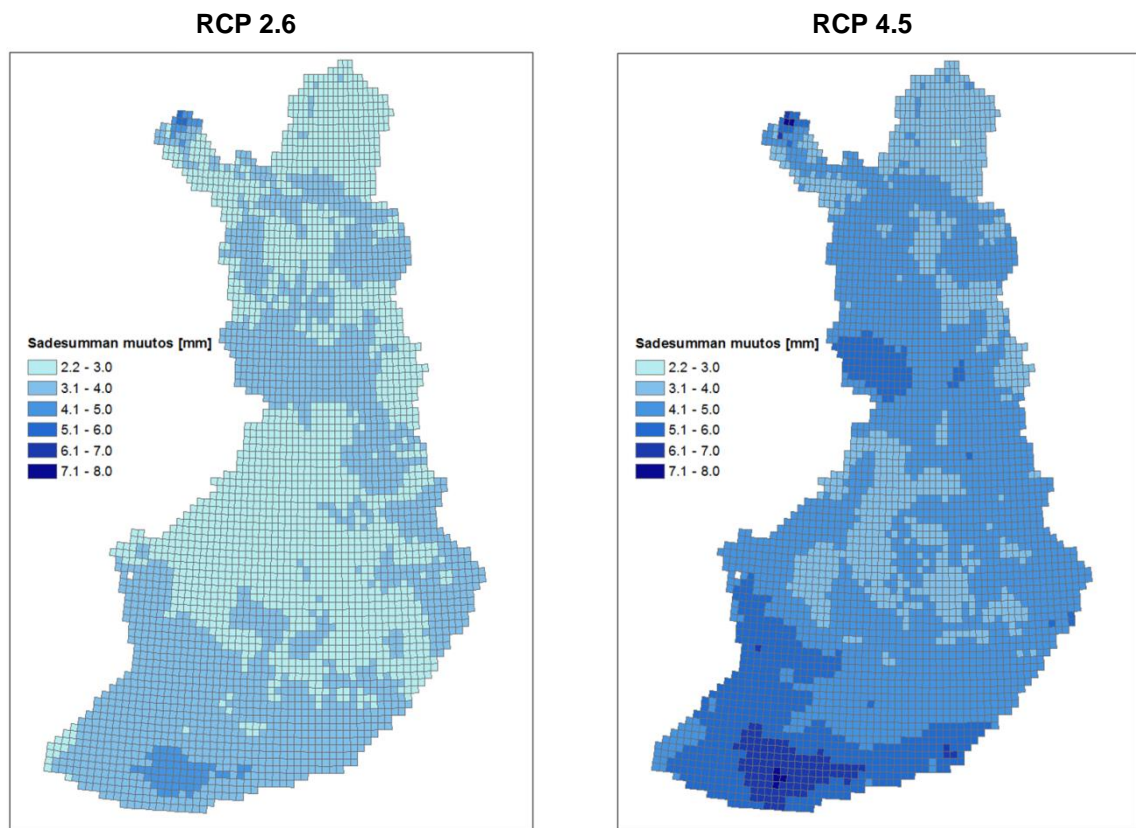 RCP 2.6
RCP 4.5
Sadesumman muutos [mm]
2.2 - 3.0
3.1 - 4.0
4.1 - 5.0
5.1 - 6.0
6.1 - 7.0
7.1 - 8.0
Sadesumman muutos [mm]
2.2 - 3.0
3.1 - 4.0
4.1 - 5.0
5.1 - 6.0
6.1 - 7.0
7.1 - 8.0